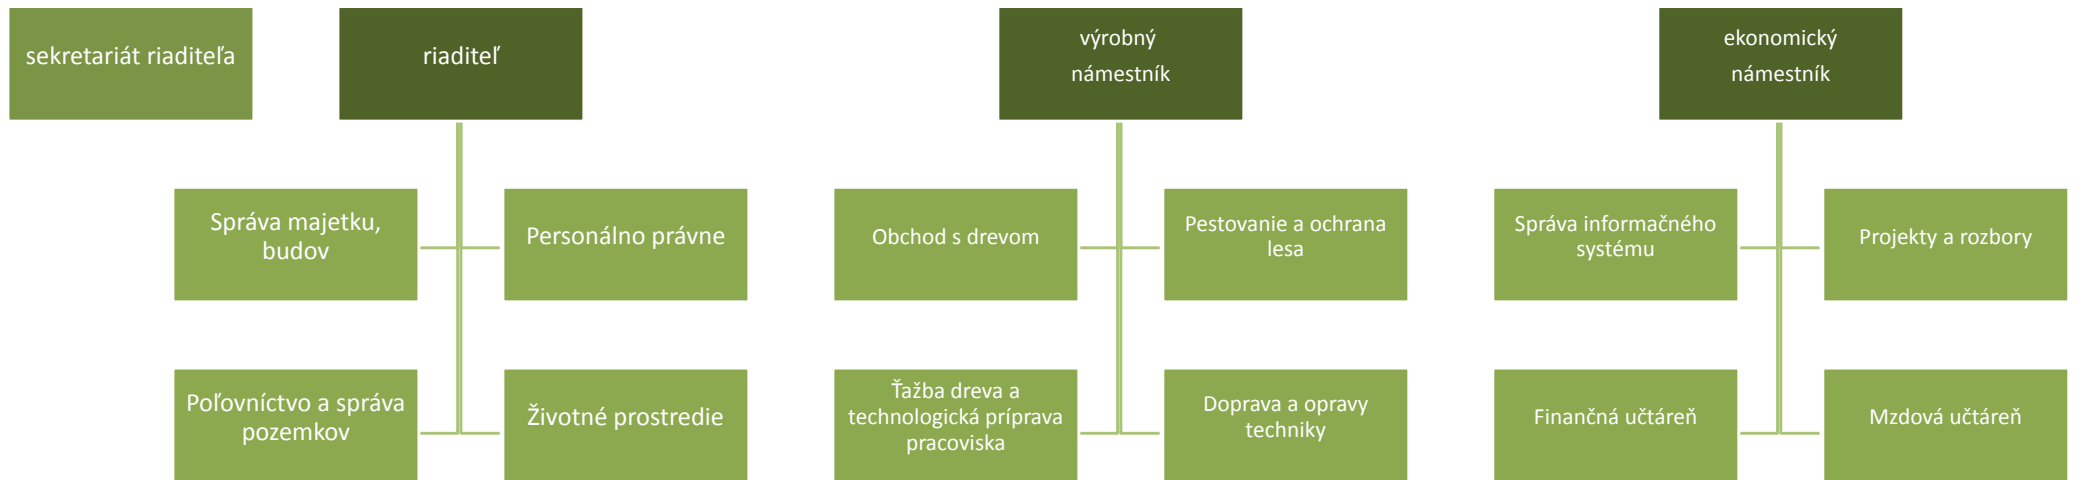 sekretariát riaditeľa
riaditeľ
výrobný
námestník
ekonomický
námestník
Správa majetku,
budov
Personálno právne
Obchod s drevom
Pestovanie a ochrana
lesa
Správa informačného
systému
Projekty a rozbory
Poľovníctvo a správa
pozemkov
Životné prostredie
Ťažba dreva a
technologická príprava
pracoviska
Doprava a opravy
techniky
Finančná učtáreň
Mzdová učtáreň